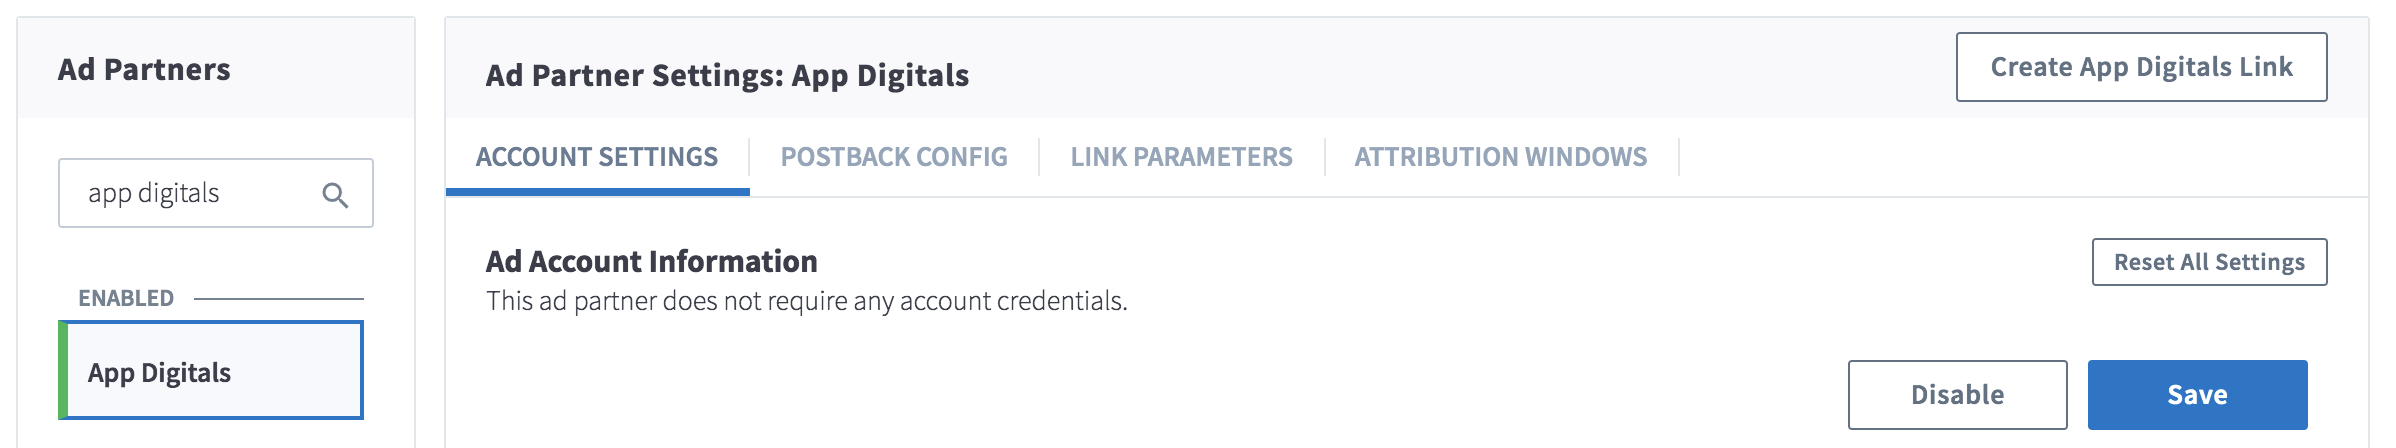 Ad Partners
app digitals
ENABLED
App Digitals
Ad Partner Settings: App Digitals
Create App Digitals Link
ACCOUNT SETTINGS
POSTBACK CONFIG
LINK PARAMETERS
ATTRIBUTION WINDOWS
Ad Account Information
Reset All Settings
This ad partner does not require any account credentials.
Disable
Save